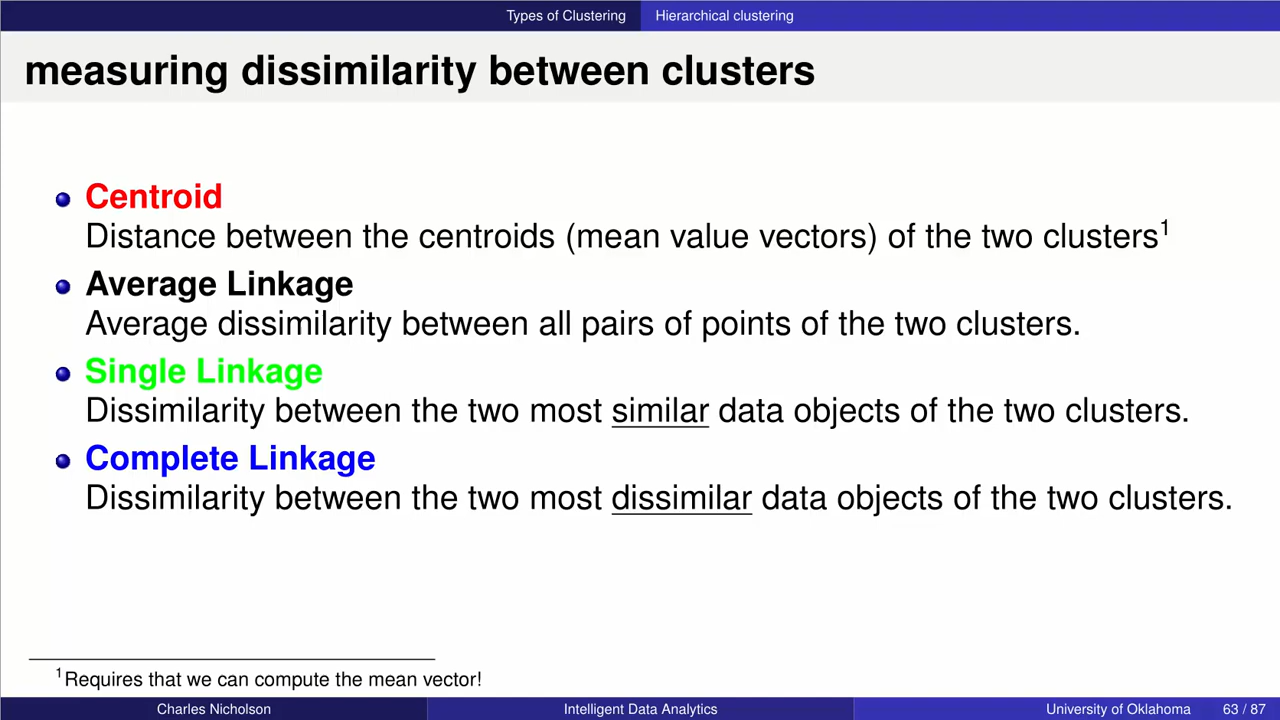 Types of Clustering Hierarchical clustering
measuring dissimilarity between clusters
Centroid
Distance between the centroids (mean value vectors) of the two clusters1
Average Linkage
Average dissimilarity between all pairs of points of the two clusters.
Single Linkage
Dissimilarity between the two most similar data objects of the two clusters.
Complete Linkage
Dissimilarity between the two most dissimilar data objects of the two clusters.
1Requires that we can compute the mean vector!
Charles Nicholson Intelligent Data Analytics University of Oklahoma 63 / 87